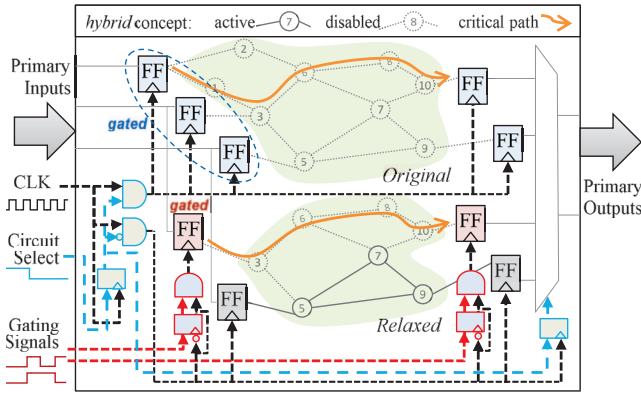 hybrid concept: active 7 disabled 8 critical path
Primary
Inputs
FF
gated
FF
FF
1
2
3
5
6
7
8
9
10
FF
FF
Original
CLK
Circuit
Select
Gating
Signals
gated
FF
FF
3
5
6
7
8
9
10
FF
FF
Relaxed
Primary
Outputs